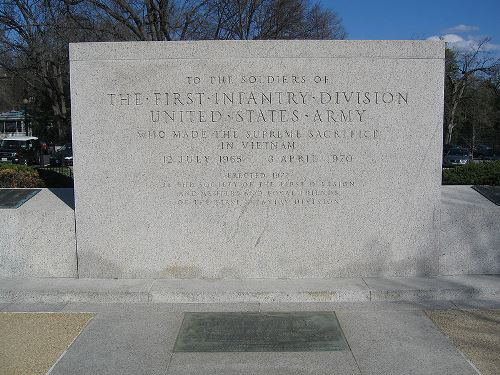 TO THE SOLDIERS OF
THE·FIRST·INFANTRY·DIVISION
UNITED·STATES·ARMY
WHO MADE THE SUPREME SACRIFICE
IN VIETNAM
12 JULY 1965 3 APRIL 1970
ERECTED 1977
THE SOCIETY OF THE FIRST DIVISION
AND
OF THE FIRST INFANTRY DIVISION